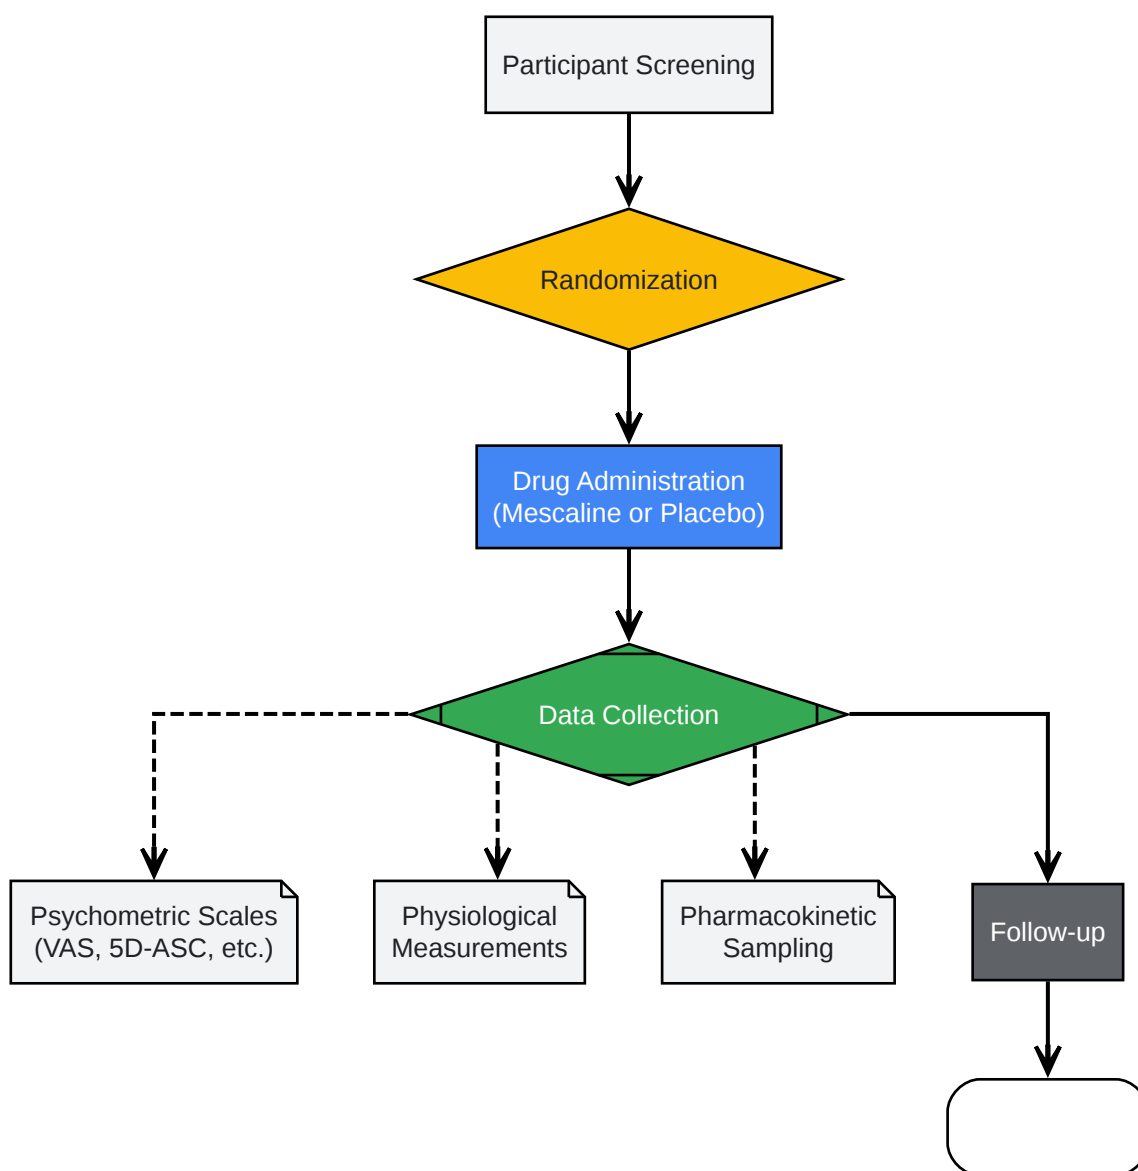 Participant Screening
Randomization
Drug Administration
(Mescaline or Placebo)
Data Collection
Psychometric Scales
(VAS, 5D-ASC, etc.)
Physiological
Measurements
Pharmacokinetic
Sampling
Follow-up